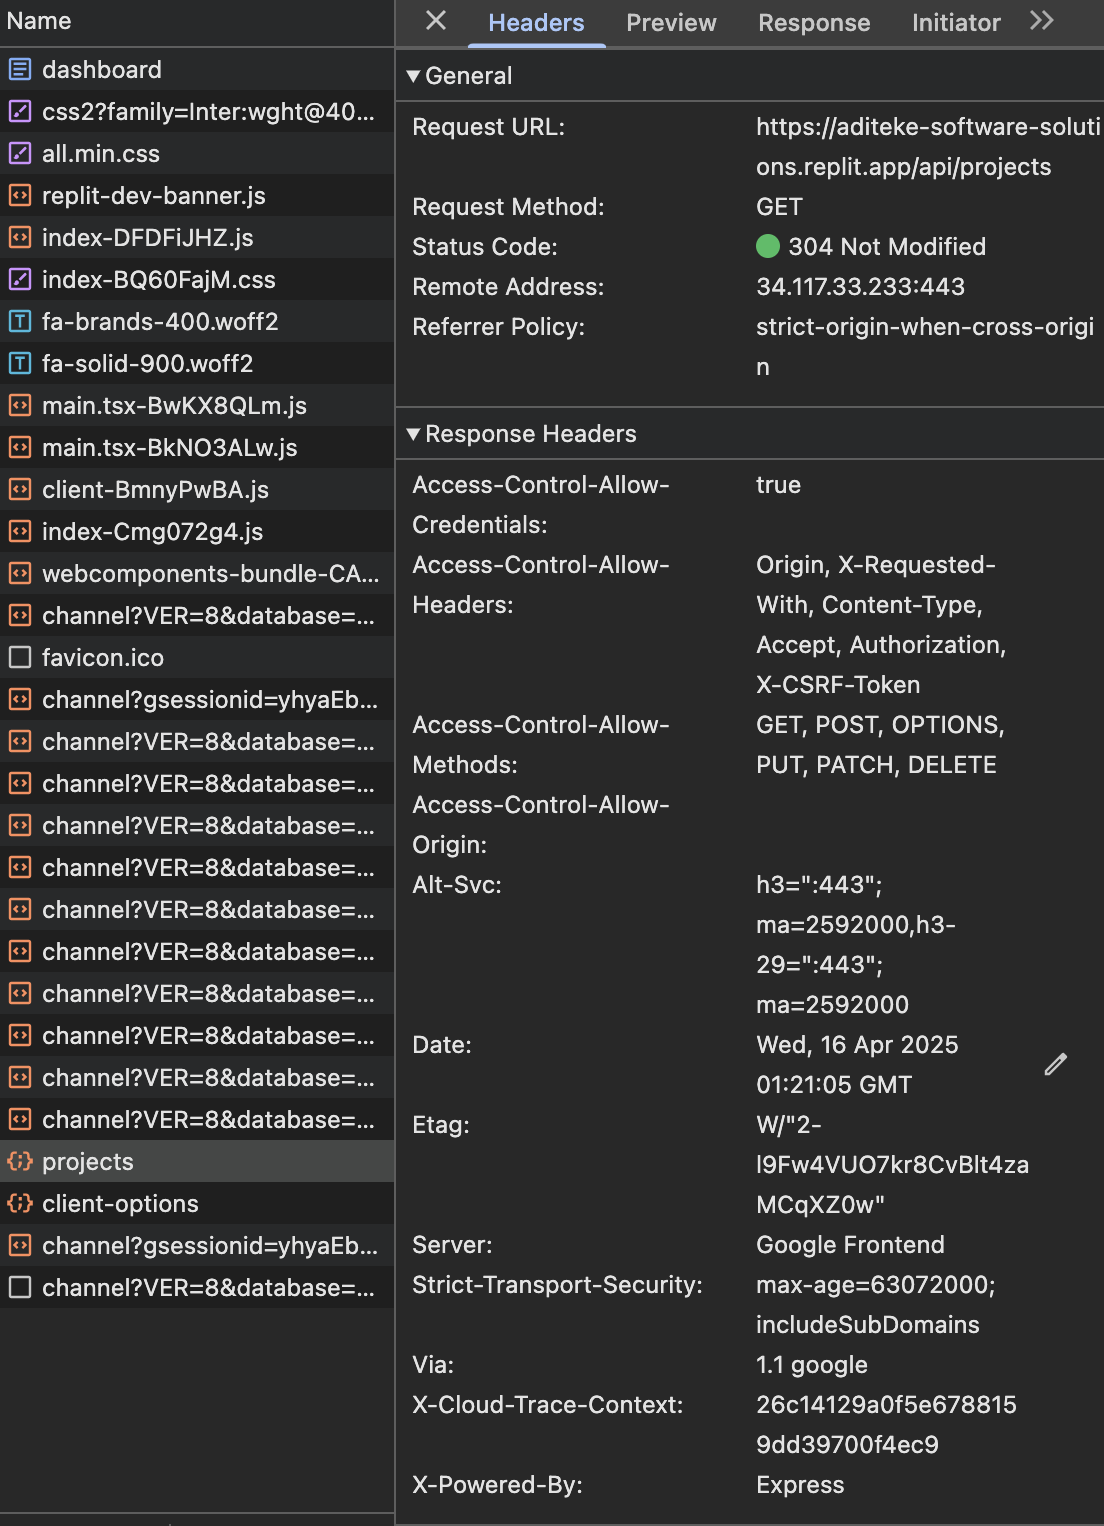 Name
dashboard
css2?family=Inter:wght@40...
all.min.css
replit-dev-banner.js
index-DFDFiJHZ.js
index-BQ60FajM.css
fa-brands-400.woff2
fa-solid-900.woff2
main.tsx-BwKX8QLm.js
main.tsx-BkNO3ALw.js
client-BmnyPwBA.js
index-Cmg072g4.js
webcomponents-bundle-CA...
channel?VER=8&database=...
favicon.ico
channel?gsessionid=yhyaEb...
channel?VER=8&database=...
channel?VER=8&database=...
channel?VER=8&database=...
channel?VER=8&database=...
channel?VER=8&database=...
channel?VER=8&database=...
channel?VER=8&database=...
channel?VER=8&database=...
channel?VER=8&database=...
channel?VER=8&database=...
projects
client-options
channel?gsessionid=yhyaEb...
channel?VER=8&database=...
Headers Preview Response Initiator
General
Request URL: https://aditeke-software-soluti
ons.replit.app/api/projects
Request Method: GET
Status Code: 304 Not Modified
Remote Address: 34.117.33.233:443
Referrer Policy: strict-origin-when-cross-origi
n
Response Headers
Access-Control-Allow- true
Credentials:
Access-Control-Allow- Origin, X-Requested-
Headers: With, Content-Type,
Accept, Authorization,
X-CSRF-Token
Access-Control-Allow- GET, POST, OPTIONS,
Methods: PUT, PATCH, DELETE
Access-Control-Allow-
Origin:
Alt-Svc: h3=":443";
ma=2592000,h3-
29=":443";
ma=2592000
Date: Wed, 16 Apr 2025
01:21:05 GMT
Etag: W/"2-
l9Fw4VUO7kr8CvBlt4za
MCqXZ0w"
Server: Google Frontend
Strict-Transport-Security: max-age=63072000;
includeSubDomains
Via: 1.1 google
X-Cloud-Trace-Context: 26c14129a0f5e678815
9dd39700f4ec9
X-Powered-By: Express